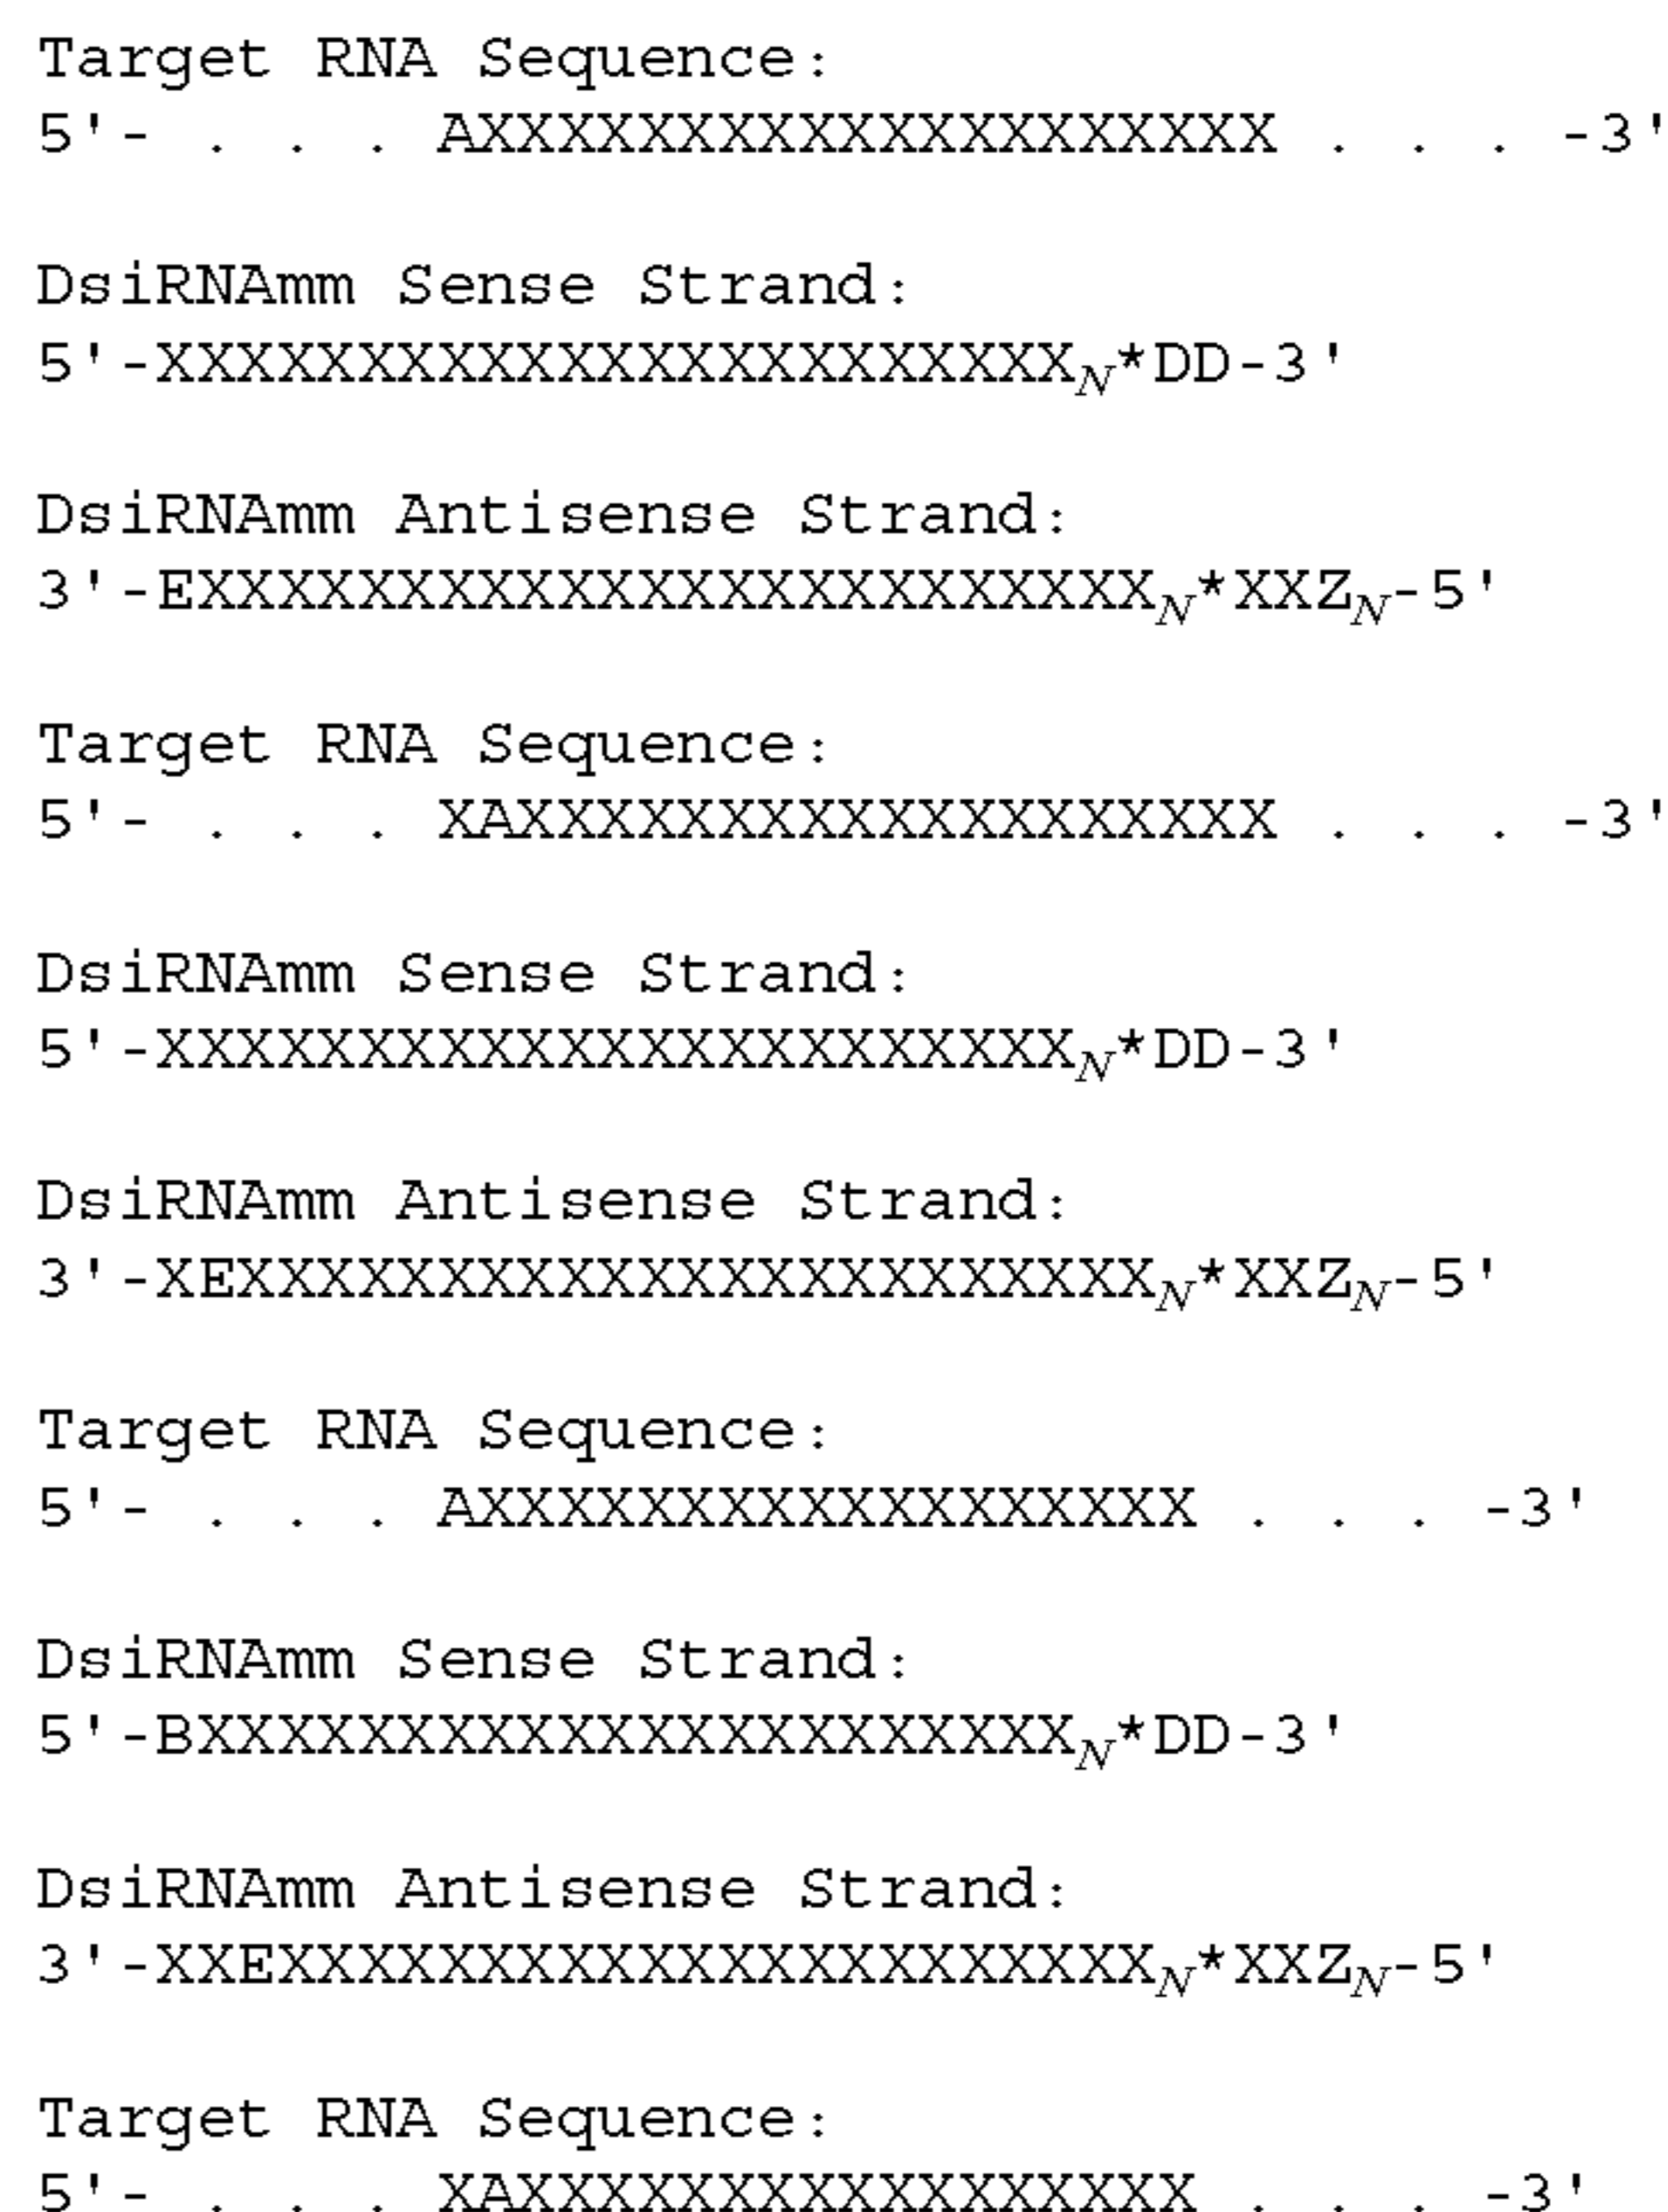 Target RNA Sequence:
5'- . . . AXXXXXXXXXXXXXXXXXXXX . . . -3'
DsiRNAmm Sense Strand:
5'-XXXXXXXXXXXXXXXXXXXXXXXN*DD-3'
DsiRNAmm Antisense Strand:
3'-EXXXXXXXXXXXXXXXXXXXXXXXXN*XXZN-5'
Target RNA Sequence:
5'- . . . XAXXXXXXXXXXXXXXXXXXX . . . -3'
DsiRNAmm Sense Strand:
5'-XXXXXXXXXXXXXXXXXXXXXXXN*DD-3'
DsiRNAmm Antisense Strand:
3'-XEXXXXXXXXXXXXXXXXXXXXXXXN*XXZN-5'
Target RNA Sequence:
5'- . . . AXXXXXXXXXXXXXXXXXX . . . -3'
DsiRNAmm Sense Strand:
5'-BXXXXXXXXXXXXXXXXXXXXXXN*DD-3'
DsiRNAmm Antisense Strand:
3'-XXEXXXXXXXXXXXXXXXXXXXXXXN*XXZN-5'
Target RNA Sequence:
5'- . . . XAXXXXXXXXXXXXXXXXX . . . -3'